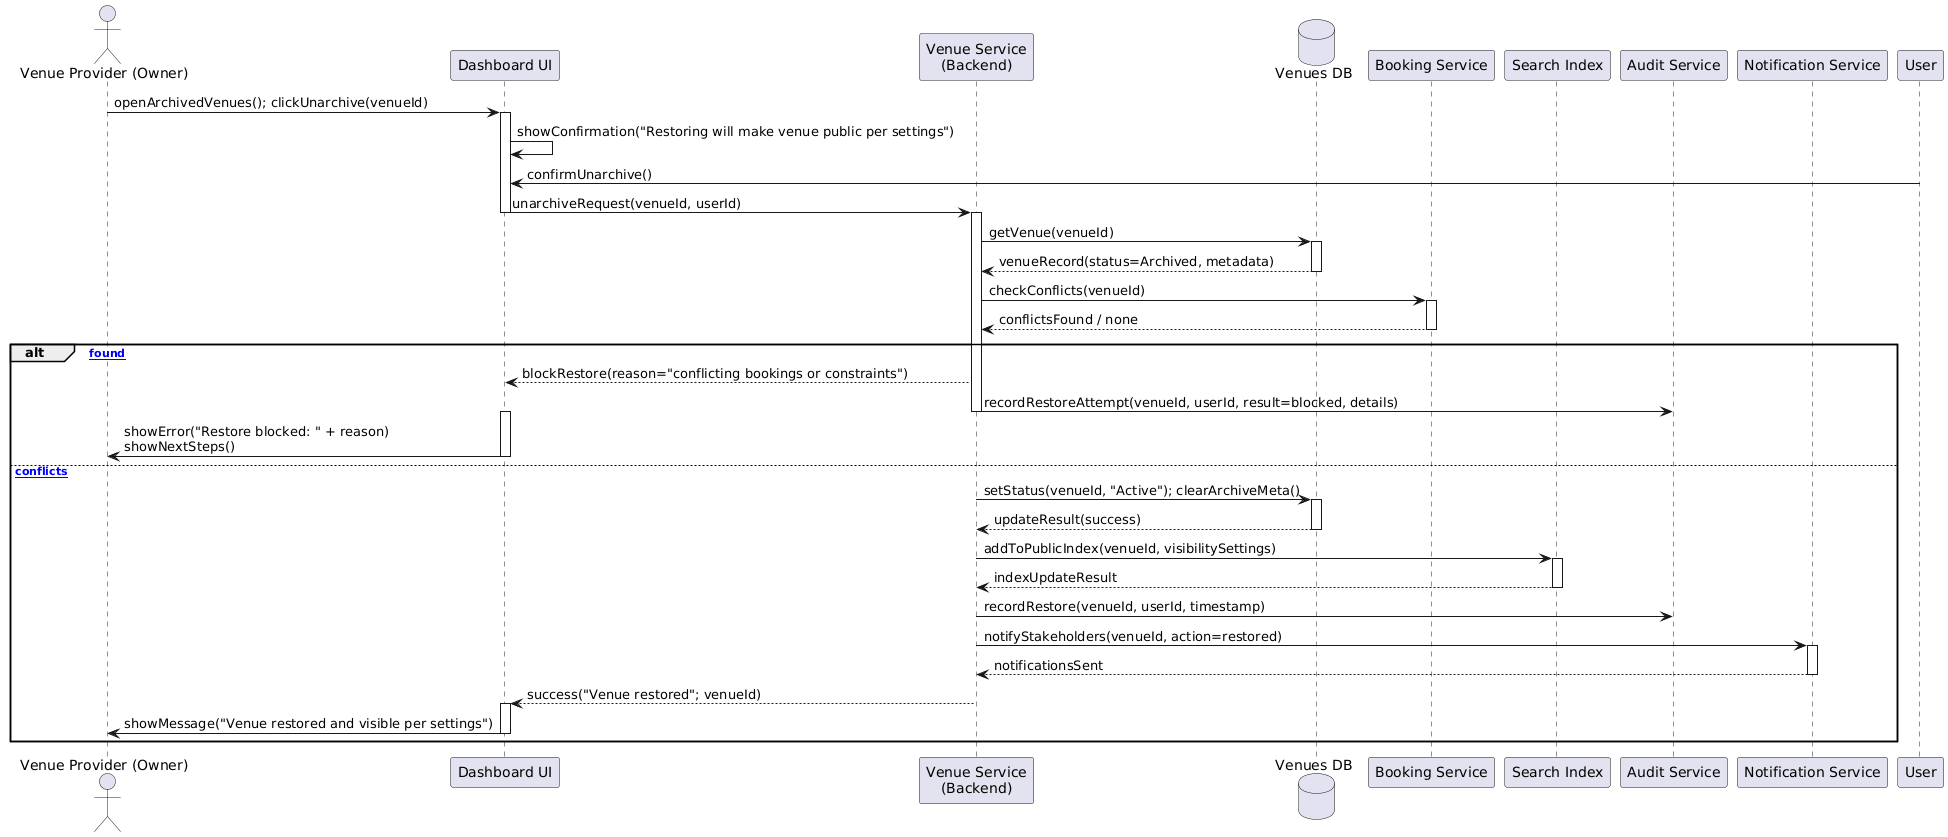 Venue Provider (Owner)
Dashboard UI
Venue Service
(Backend)
Venues DB
Booking Service
Search Index
Audit Service
Notification Service
User
openArchivedVenues(); clickUnarchive(venueId)
showConfirmation("Restoring will make venue public per settings")
confirmUnarchive()
unarchiveRequest(venueId, userId)
getVenue(venueId)
venueRecord(status=Archived, metadata)
checkConflicts(venueId)
conflictsFound / none
alt
found
blockRestore(reason="conflicting bookings or constraints")
recordRestoreAttempt(venueId, userId, result=blocked, details)
showError("Restore blocked: " + reason)
showNextSteps()
conflicts
setStatus(venueId, "Active"); clearArchiveMeta()
updateResult(success)
addToPublicIndex(venueId, visibilitySettings)
indexUpdateResult
recordRestore(venueId, userId, timestamp)
notifyStakeholders(venueId, action=restored)
notificationsSent
success("Venue restored"; venueId)
showMessage("Venue restored and visible per settings")
Venue Provider (Owner)
Dashboard UI
Venue Service
(Backend)
Venues DB
Booking Service
Search Index
Audit Service
Notification Service
User